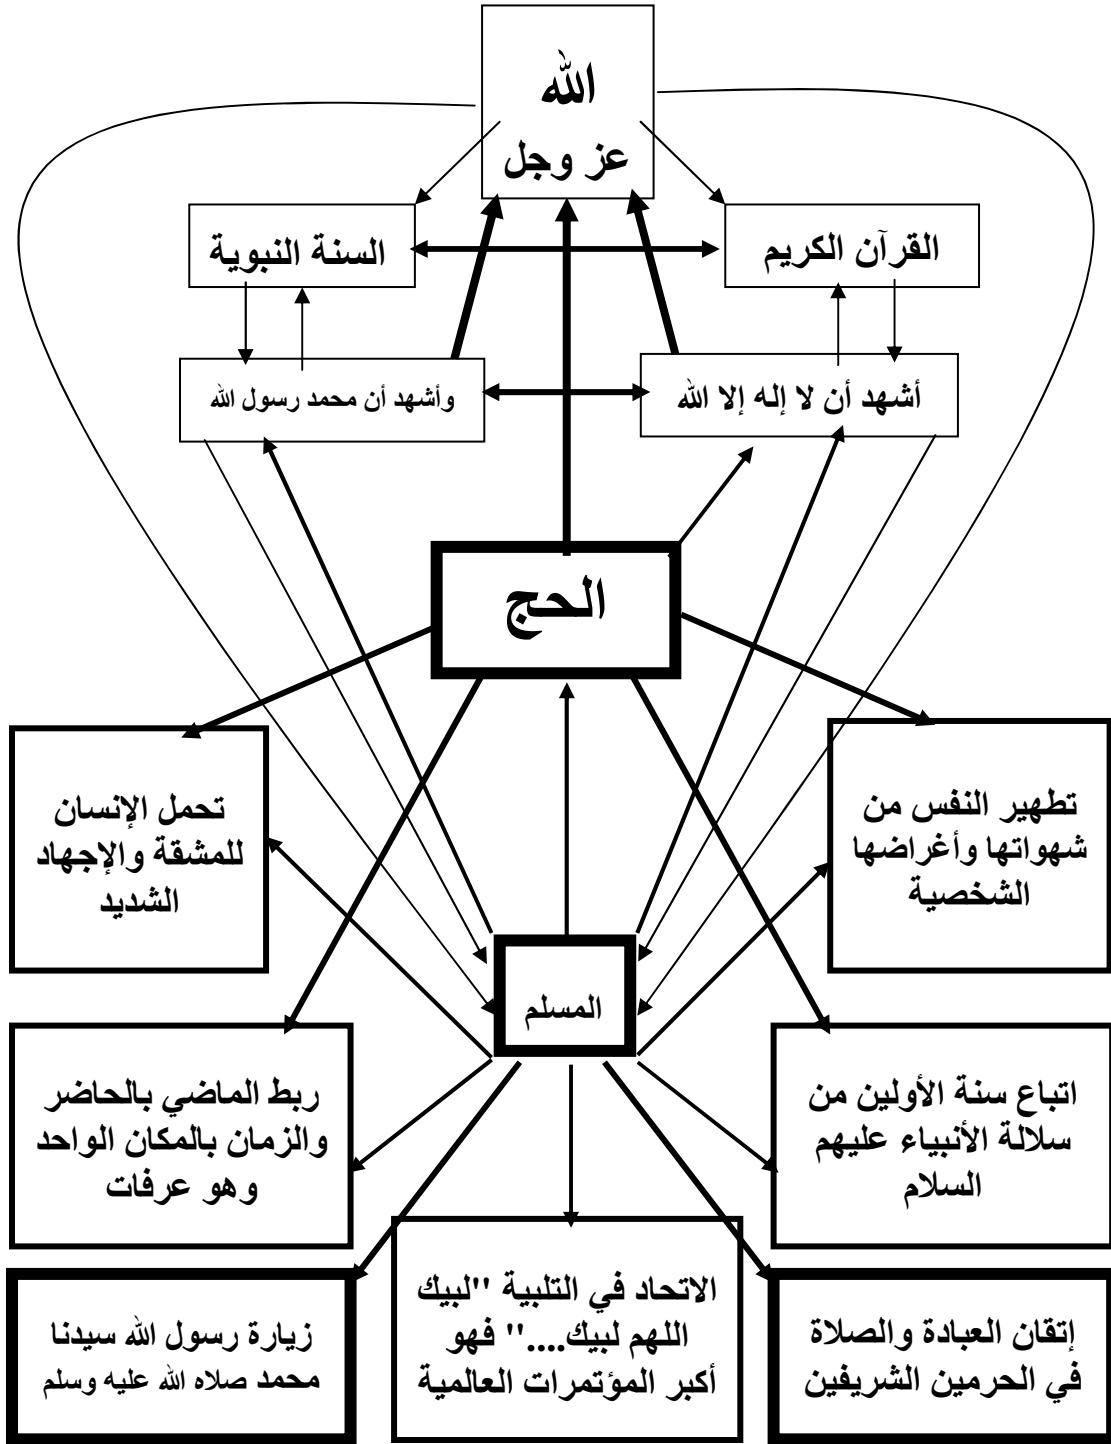 الله
عز وجل
القرآن الكريم
السنة النبوية
أشهد أن لا إله إلا الله
وأشهد أن محمد رسول الله
الحج
تطهير النفس من
شهواتها وأغراضها
الشخصية
تحمل الإنسان
للمشقة والإجهاد
الشديد
المسلم
اتباع سنة الأولين من
سلالة الأنبياء عليهم
السلام
ربط الماضي بالحاضر
والزمان بالمكان الواحد
وهو عرفات
إتقان العبادة والصلاة
في الحرمين الشريفين
الاتحاد في التلبية "لبيك
اللهم لبيك...." فهو
أكبر المؤتمرات العالمية
زيارة رسول الله سيدنا
محمد صلاه الله عليه وسلم